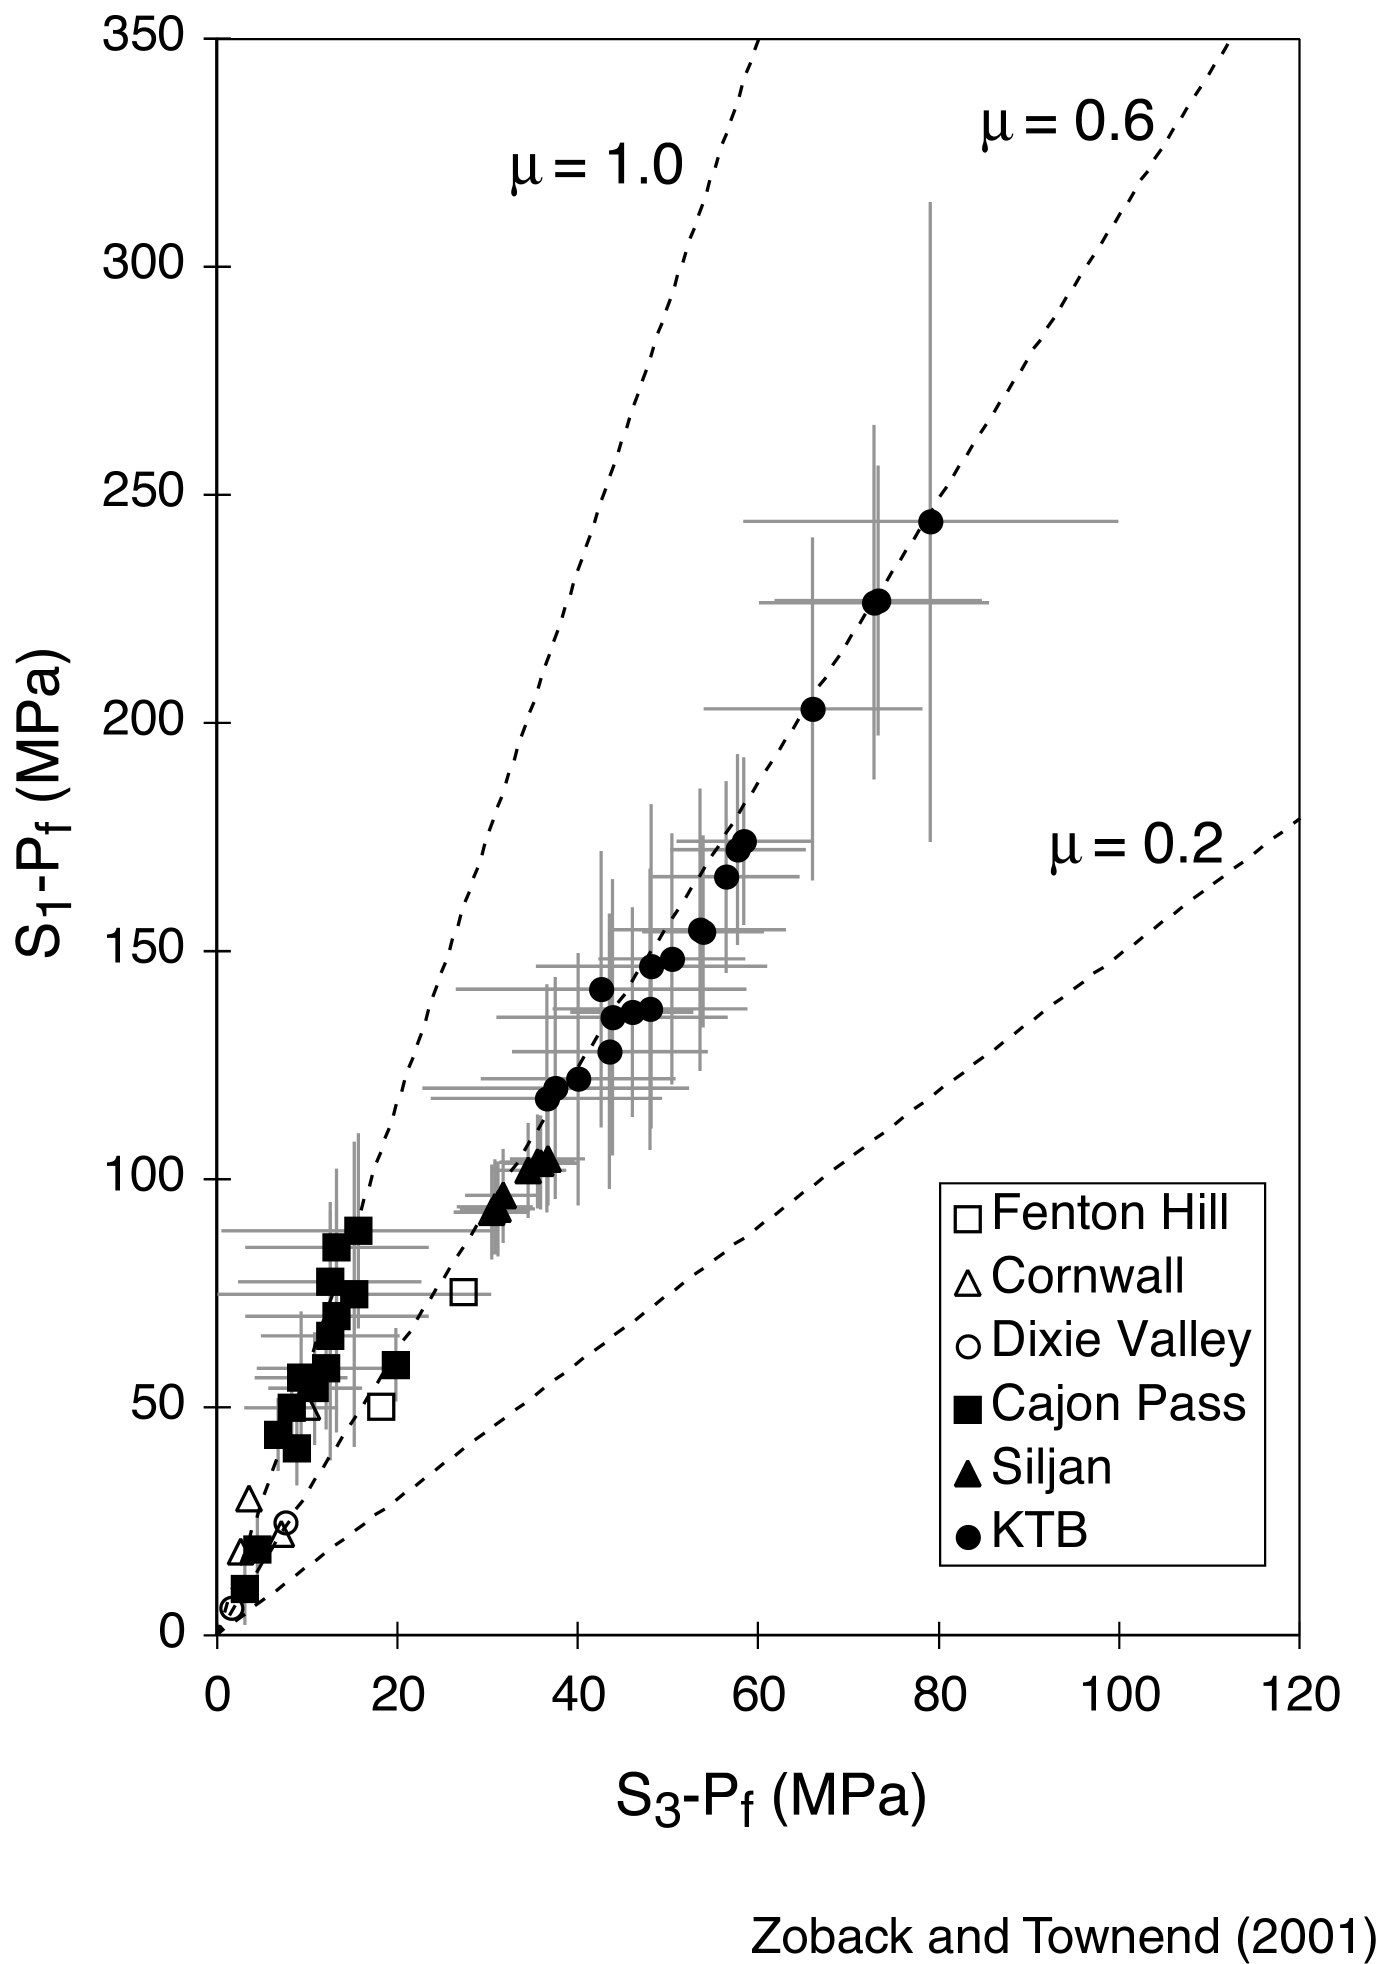 350
μ = 0.6
μ = 1.0
300
250
S1-Pf (MPa)
200
μ = 0.2
150
100
Fenton Hill
Cornwall
Dixie Valley
50
Cajon Pass
Siljan
KTB
0
0 20 40 60 80 100 120
S3-Pf (MPa)
Zoback and Townend (2001)